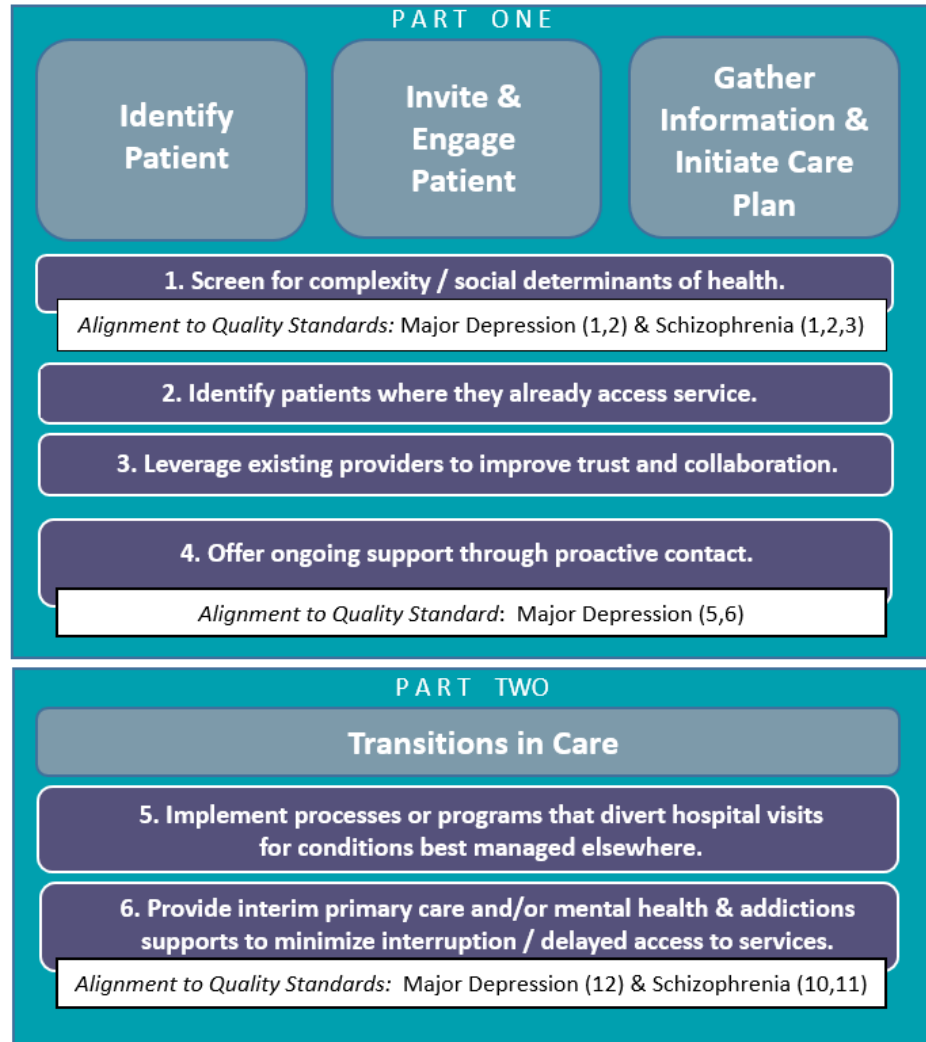 PART ONE
Identify
Patient
Invite &
Engage
Patient
Gather
Information &
Initiate Care
Plan
1. Screen for complexity / social determinants of health.
Alignment to Quality Standards: Major Depression (1,2) & Schizophrenia (1,2,3)
2. Identify patients where they already access service.
3. Leverage existing providers to improve trust and collaboration.
4. Offer ongoing support through proactive contact.
Alignment to Quality Standard: Major Depression (5,6)
PART TWO
Transitions in Care
5. Implement processes or programs that divert hospital visits
for conditions best managed elsewhere.
6. Provide interim primary care and/or mental health & addictions
supports to minimize interruption / delayed access to services.
Alignment to Quality Standards: Major Depression (12) & Schizophrenia (10,11)